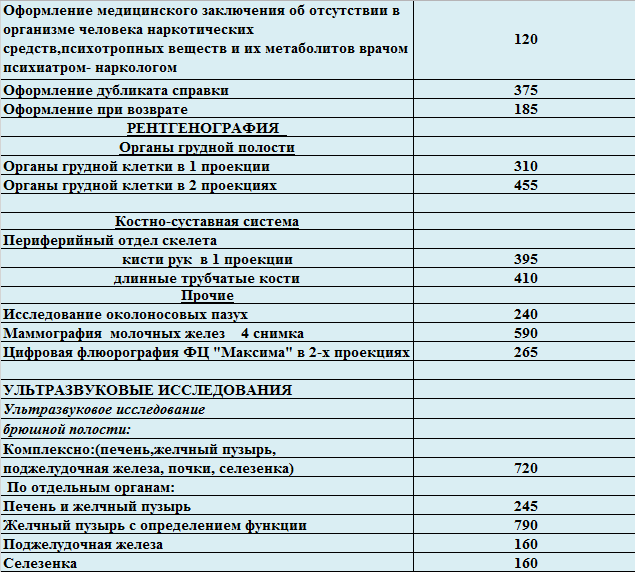 Оформление медицинского заключения об отсутствии в
организме человека наркотических
средств,психотропных веществ и их метаболитов врачом
психиатром- наркологом 120
Оформление дубликата справки 375
Оформление при возврате 185
РЕНТГЕНОГРАФИЯ
Органы грудной полости
Органы грудной клетки в 1 проекции 310
Органы грудной клетки в 2 проекциях 455
Костно-суставная система
Периферийный отдел скелета
кисти рук в 1 проекции 395
длинные трубчатые кости 410
Прочие
Исследование околоносовых пазух 240
Маммография молочных желез 4 снимка 590
Цифровая флюорография ФЦ "Максима" в 2-х проекциях 265
УЛЬТРАЗВУКОВЫЕ ИССЛЕДОВАНИЯ
Ультразвуковое исследование
брюшной полости:
Комплексно:(печень,желчный пузырь,
поджелудочная железа, почки, селезенка) 720
По отдельным органам:
Печень и желчный пузырь 245
Желчный пузырь с определением функции 790
Поджелудочная железа 160
Селезенка 160